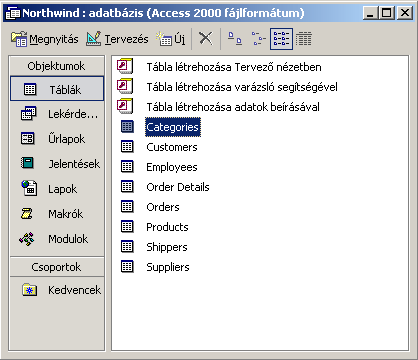 Northwind : adatbázis (Access 2000 fájlformátum)
Megnyitás Tervezés Új
Objektumok
Táblák
Lekérde...
Űrlapok
Jelentések
Lapok
Makrók
Modulok
Csoportok
Kedvencek
Tábla létrehozása Tervező nézetben
Tábla létrehozása varázsló segítségével
Tábla létrehozása adatok beírásával
Categories
Customers
Employees
Order Details
Orders
Products
Shippers
Suppliers